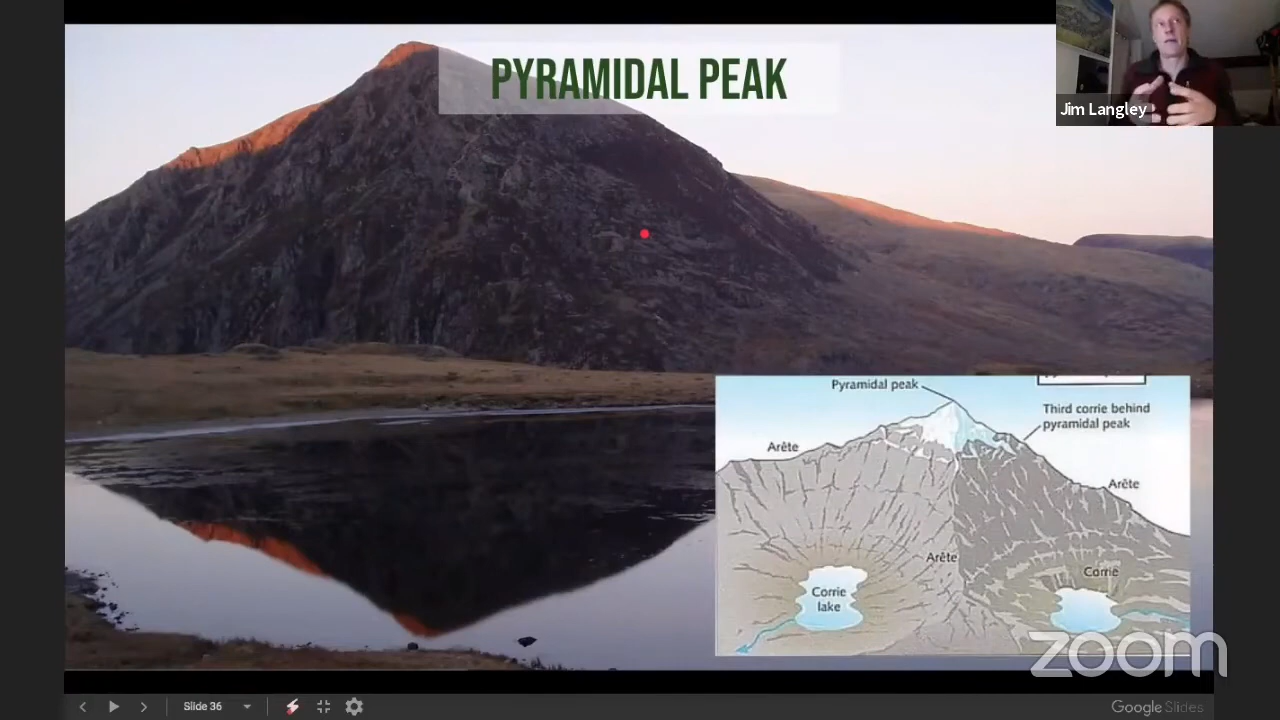 PYRAMIDAL PEAK
Jim Langley
Pyramidal peak
Third corrie behind
pyramidal peak
Arête
Arête
Arête
Corrie
Corrie
lake
zoom
Slide 36
Google Slides